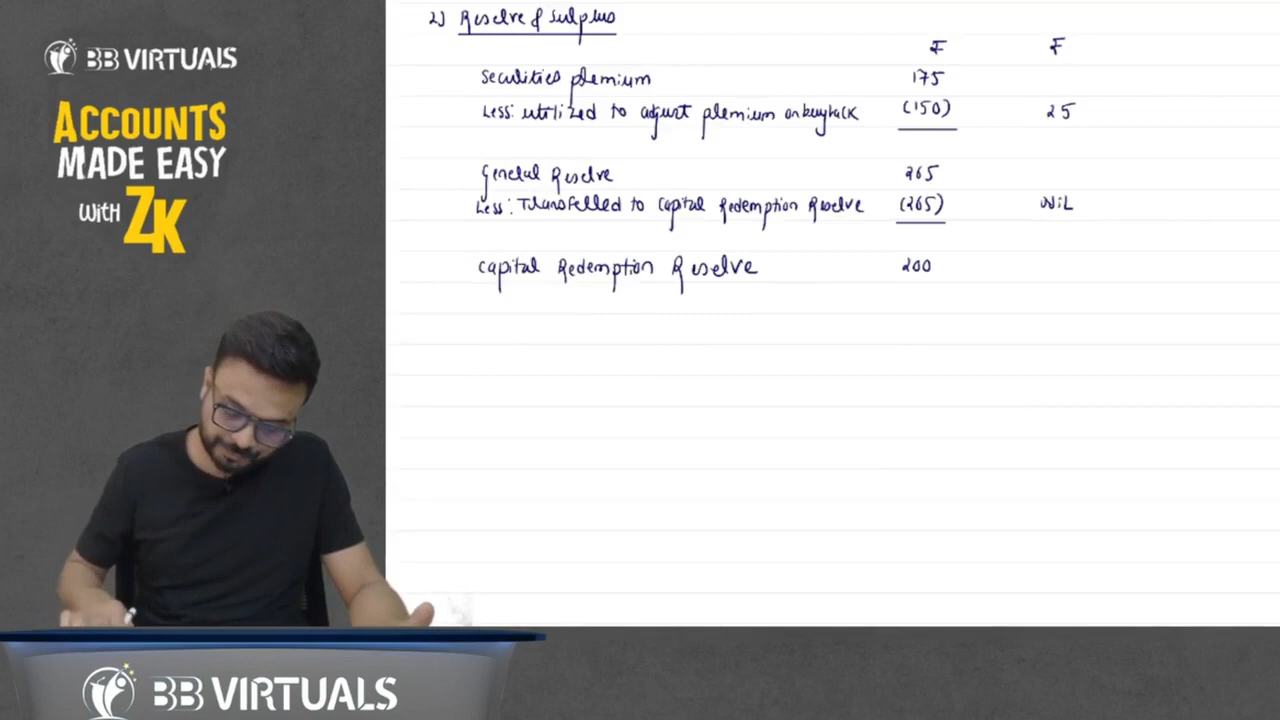 BB VIRTUALS
ACCOUNTS
MADE EASY
WITH ZK
2) Reserve & Surplus
₹ ₹
Securities premium 175
Less: utilized to adjust premium on buyback (150) 25
General Reserve 265
Less: Transferred to Capital Redemption Reserve (265) NiL
Capital Redemption Reserve 200
BB VIRTUALS